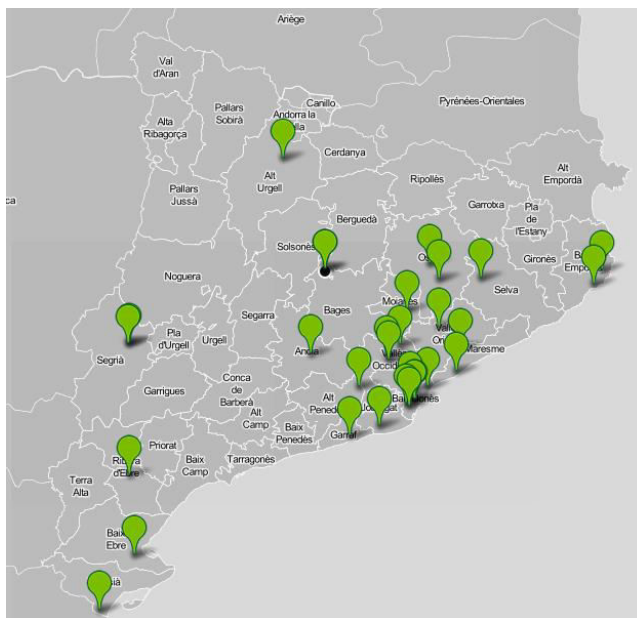 Ariège
Val
d'Aran
Canillo
Pallars
Sobirà
Andorra la
Pyrénées-Orientales
Alta
Ribagorça
Cerdanya
Alt
Urgell
Ripollès
Alt
Empordà
Pallars
Jussà
Garrotxa
Pla
de
l'Estany
Berguedà
Solsonès
Gironès
Noguera
Selva
Bages
Segarra
Pla
d'Urgell
Urgell
Maresme
Segrià
Conca
de
Barberà
Garrigues
Alt
Penedès
Alt
Camp
Baix
Penedès
Garraf
Priorat
Baix
Camp
Tarragonès
Terra
Alta
Baix
Ebre